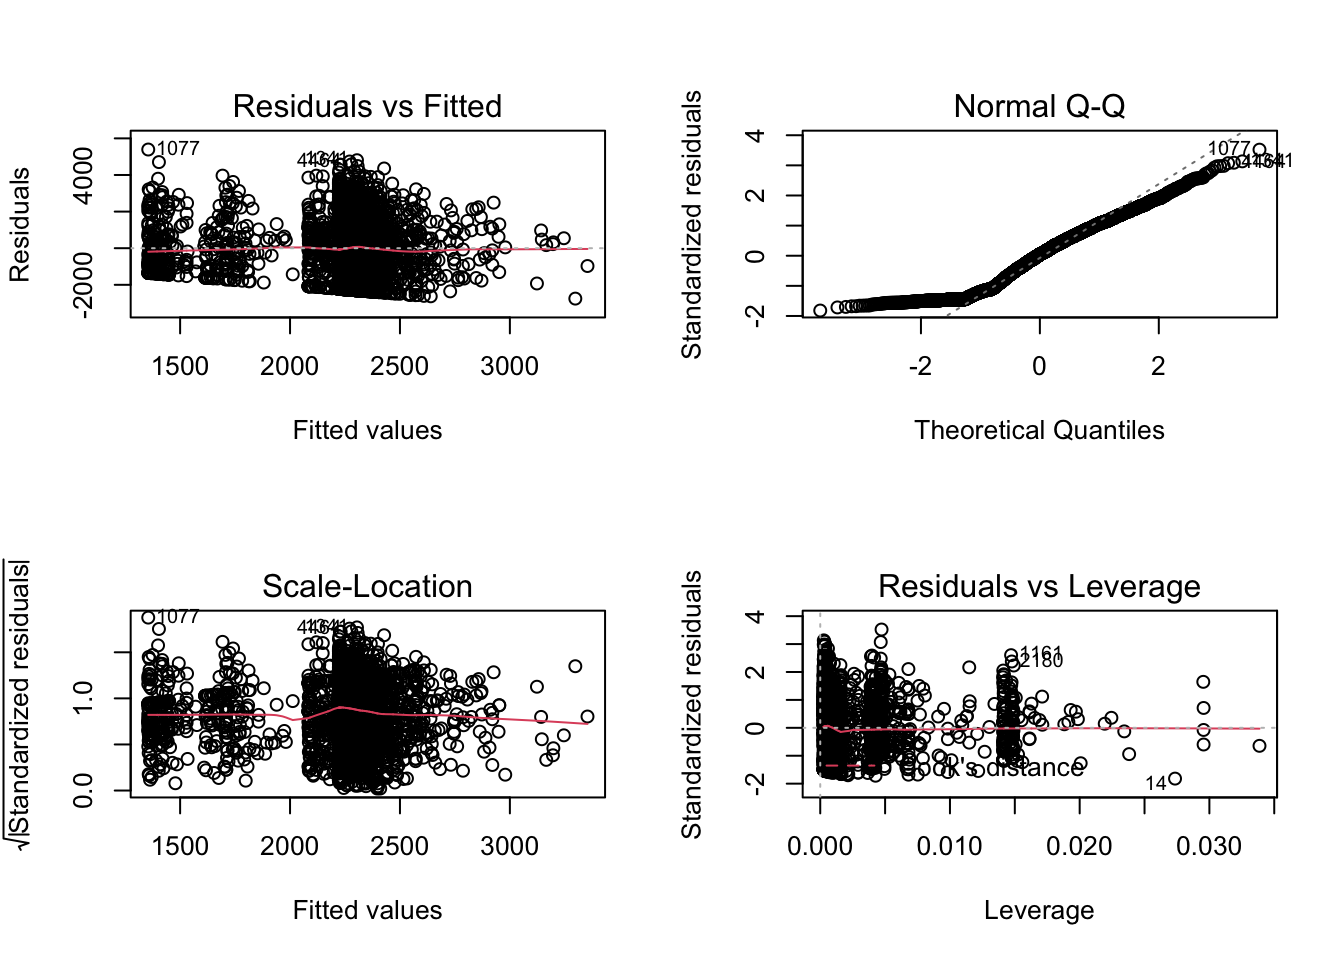 Residuals vs Fitted
Residuals
-2000
4000
1077
1500 2000 2500 3000
Fitted values
Normal Q-Q
Standardized residuals
-2 0 2 4
1077
-2 0 2
Theoretical Quantiles
Scale-Location
√|Standardized residuals|
0.0 1.0
1077
1500 2000 2500 3000
Fitted values
Residuals vs Leverage
Standardized residuals
-2 0 2 4
1161
2180
distance
14
0.000 0.010 0.020 0.030
Leverage